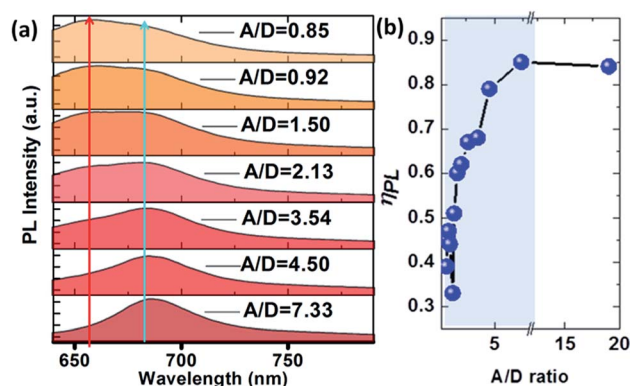 (a)
PL Intensity (a.u.)
A/D=0.85
A/D=0.92
A/D=1.50
A/D=2.13
A/D=3.54
A/D=4.50
A/D=7.33
650 700 750
Wavelength (nm)
(b)
ηPL
0.9
0.8
0.7
0.6
0.5
0.4
0.3
5 15 20
A/D ratio